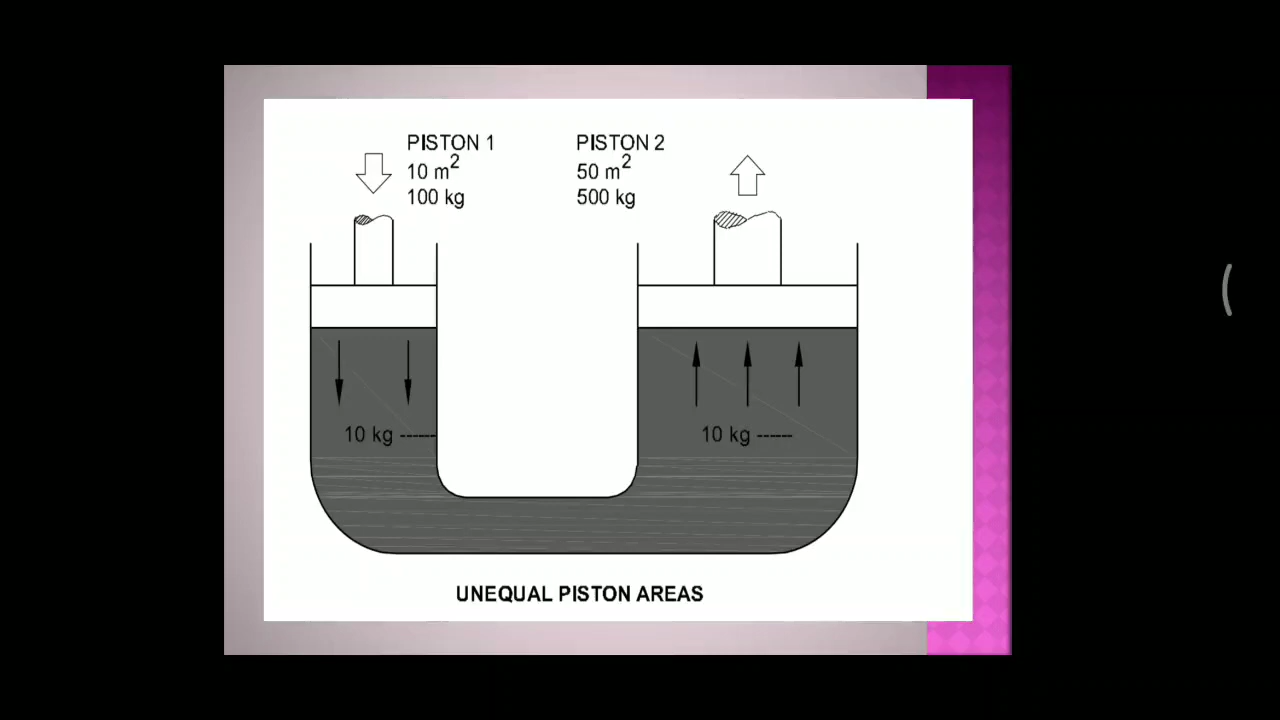 PISTON 1
10 m²
100 kg
PISTON 2
50 m²
500 kg
10 kg ------
10 kg ------
UNEQUAL PISTON AREAS